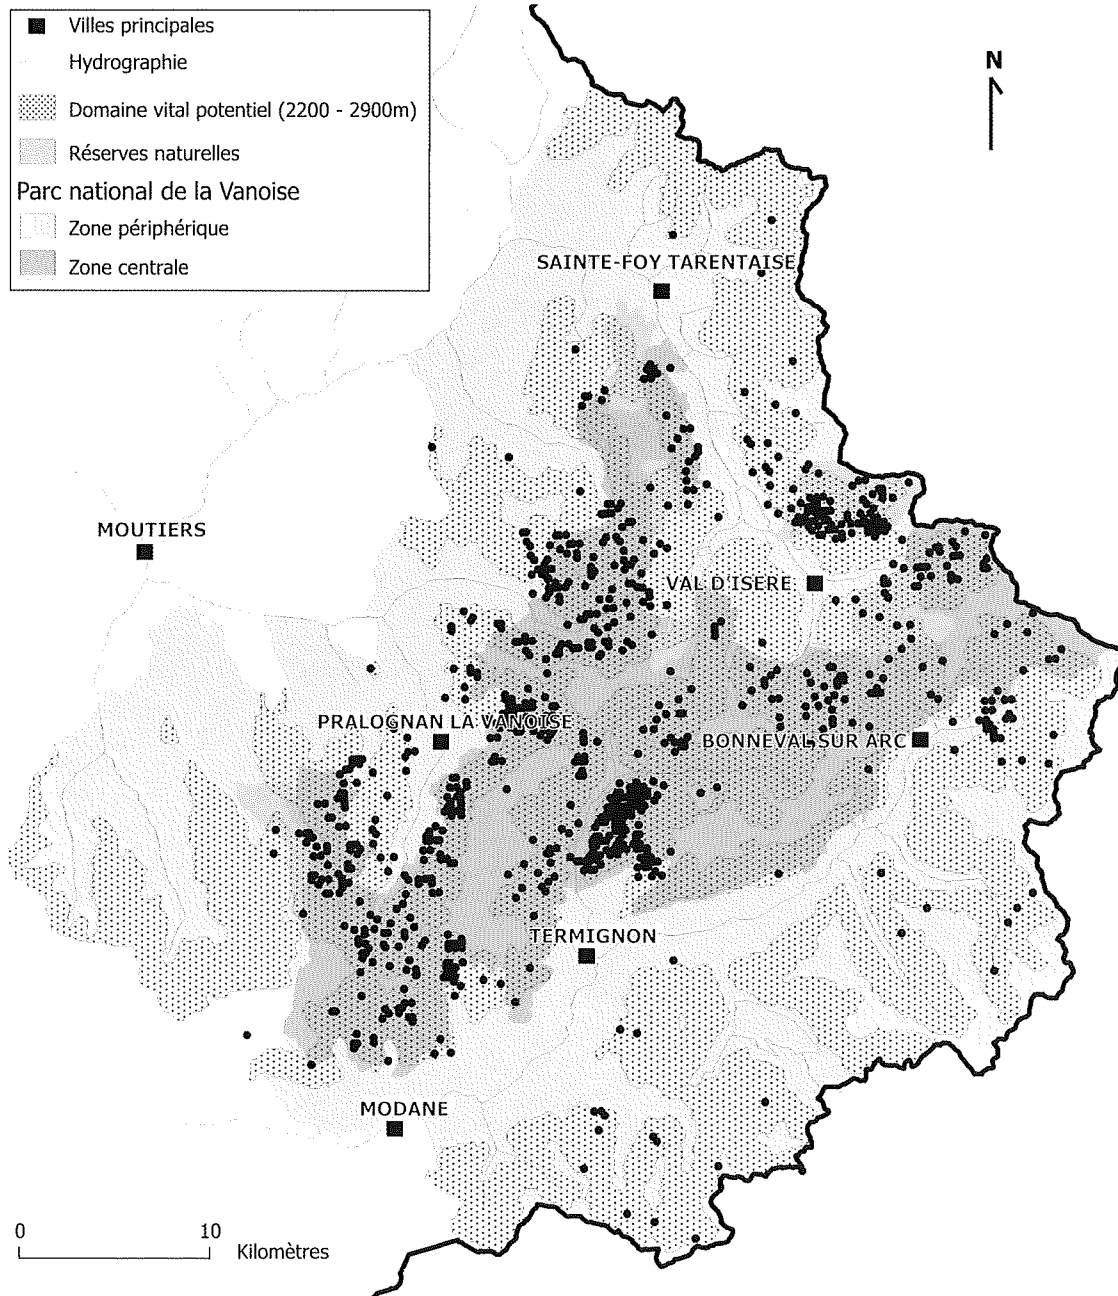 Villes principales
Hydrographie
Domaine vital potentiel (2200 - 2900m)
Réserves naturelles
Parc national de la Vanoise
Zone périphérique
Zone centrale
N
SAINTE-FOY TARENTAISE
MOUTIERS
VAL D'ISERE
PRALOGNAN LA VANOISE
BONNEVAL SUR ARC
TERMIGNON
MODANE
0 10
Kilomètres